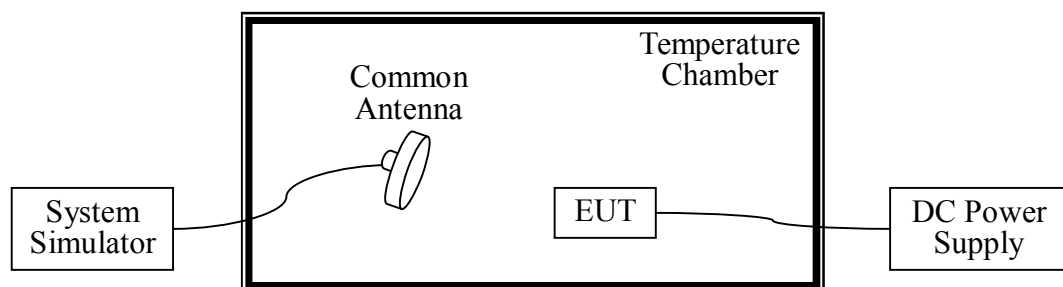 Temperature
Chamber
Common
Antenna
System
Simulator
EUT
DC Power
Supply